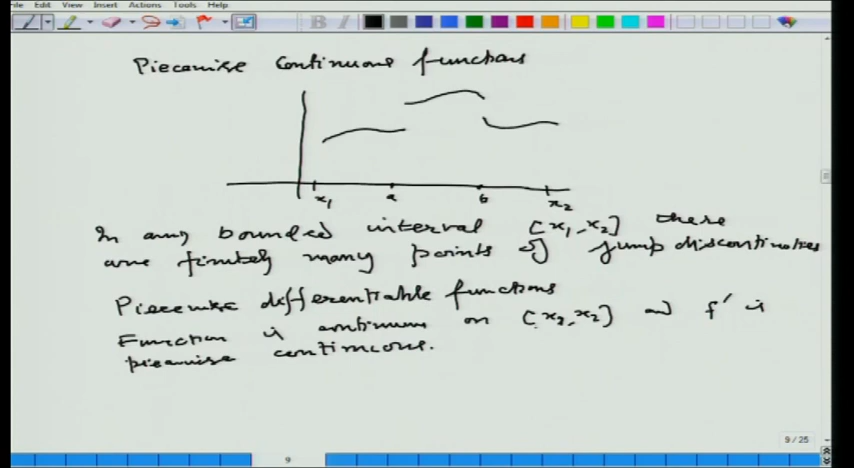 File Edit View Insert Actions Tools Help
Piecewise Continuous functions
x1 a b x2
In any bounded interval [x1, x2] there
are finitely many points of jump discontinuities
Piecewise differentiable functions
Function is continuous on [x2, x2] and f' is
piecewise continuous.
9/25
9